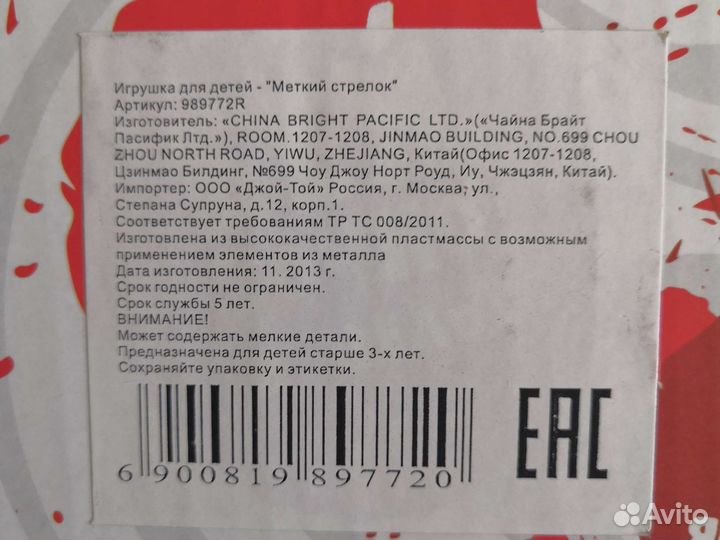 Игрушка для детей - "Меткий стрелок"
Артикул: 989772R
Изготовитель: «CHINA BRIGHT PACIFIC LTD.»(«Чайна Брайт
Пасифик Лтд.»), ROOM.1207-1208, JINMAO BUILDING, NO.699 CHOU
ZHOU NORTH ROAD, YIWU, ZHEJIANG, Китай(Офис 1207-1208,
Цзинмао Билдинг, №699 Чоу Джоу Норт Роуд, Иу, Чжэцзян, Китай).
Импортер: ООО «Джой-Той» Россия, г. Москва, ул.,
Степана Супруна, д.12, корп.1.
Соответствует требованиям ТР ТС 008/2011.
Изготовлена из высококачественной пластмассы с возможным
применением элементов из металла
Дата изготовления: 11. 2013 г.
Срок годности не ограничен.
Срок службы 5 лет.
ВНИМАНИЕ!
Может содержать мелкие детали.
Предназначена для детей старше 3-х лет.
Сохраняйте упаковку и этикетки.
EAC
6 900819 897720
Avito